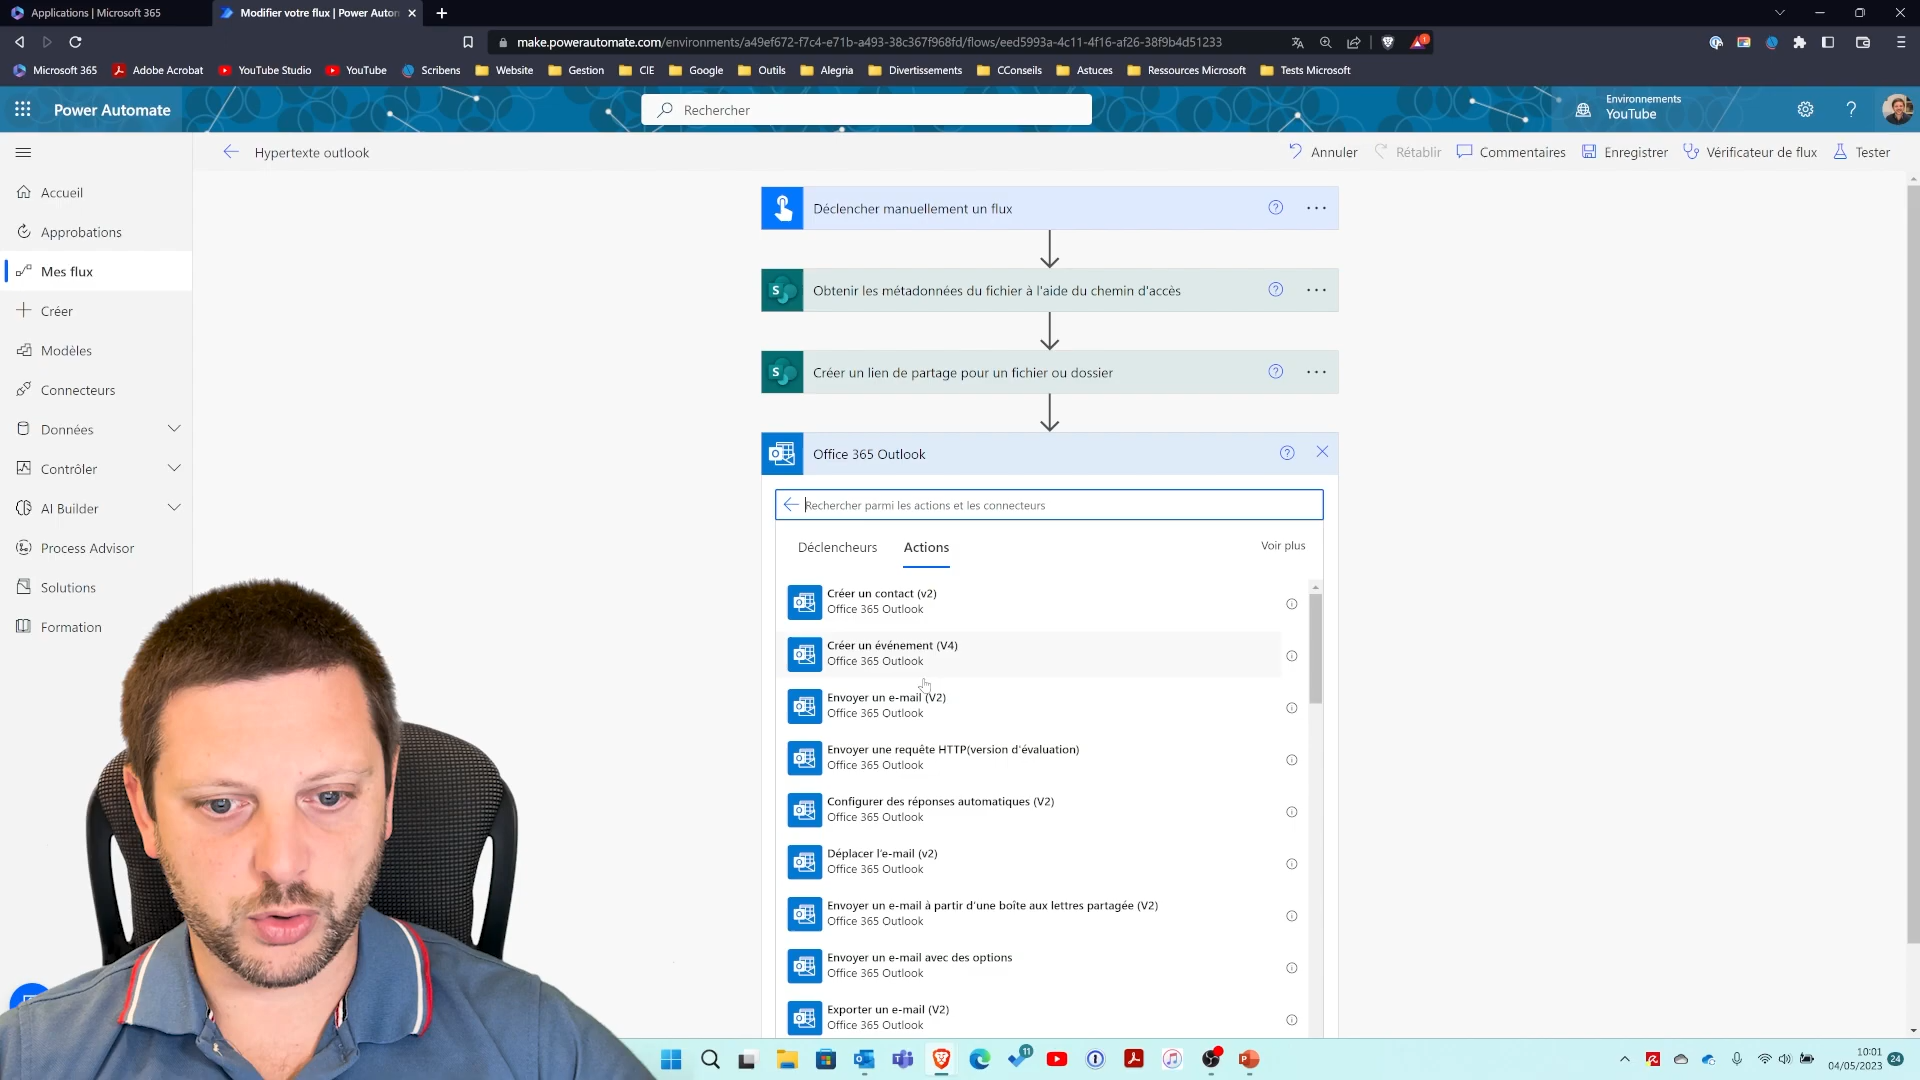 Applications | Microsoft 365
Modifier votre flux | Power Auton
make.powerautomate.com/environments/a49ef672-f7c4-e71b-a493-38c367f968fd/flows/eed5993a-4c11-4f16-af26-38f9b4d51233
Microsoft 365 Adobe Acrobat YouTube Studio YouTube Scribens Website Gestion CIE Google Outils Alegria Divertissements CConseils Astuces Ressources Microsoft Tests Microsoft
Power Automate
Rechercher
Environnements
YouTube
Hypertexte outlook
Annuler Rétablir Commentaires Enregistrer Vérificateur de flux Tester
Accueil
Approbations
Mes flux
Créer
Modèles
Connecteurs
Données
Contrôler
AI Builder
Process Advisor
Solutions
Formation
Déclencher manuellement un flux
Obtenir les métadonnées du fichier à l'aide du chemin d'accès
Créer un lien de partage pour un fichier ou dossier
Office 365 Outlook
Rechercher parmi les actions et les connecteurs
Déclencheurs Actions Voir plus
Créer un contact (v2)
Office 365 Outlook
Créer un événement (V4)
Office 365 Outlook
Envoyer un e-mail (V2)
Office 365 Outlook
Envoyer une requête HTTP(version d'évaluation)
Office 365 Outlook
Configurer des réponses automatiques (V2)
Office 365 Outlook
Déplacer l'e-mail (v2)
Office 365 Outlook
Envoyer un e-mail à partir d'une boîte aux lettres partagée (V2)
Office 365 Outlook
Envoyer un e-mail avec des options
Office 365 Outlook
Exporter un e-mail (V2)
Office 365 Outlook
11
10:01
04/05/2023
24